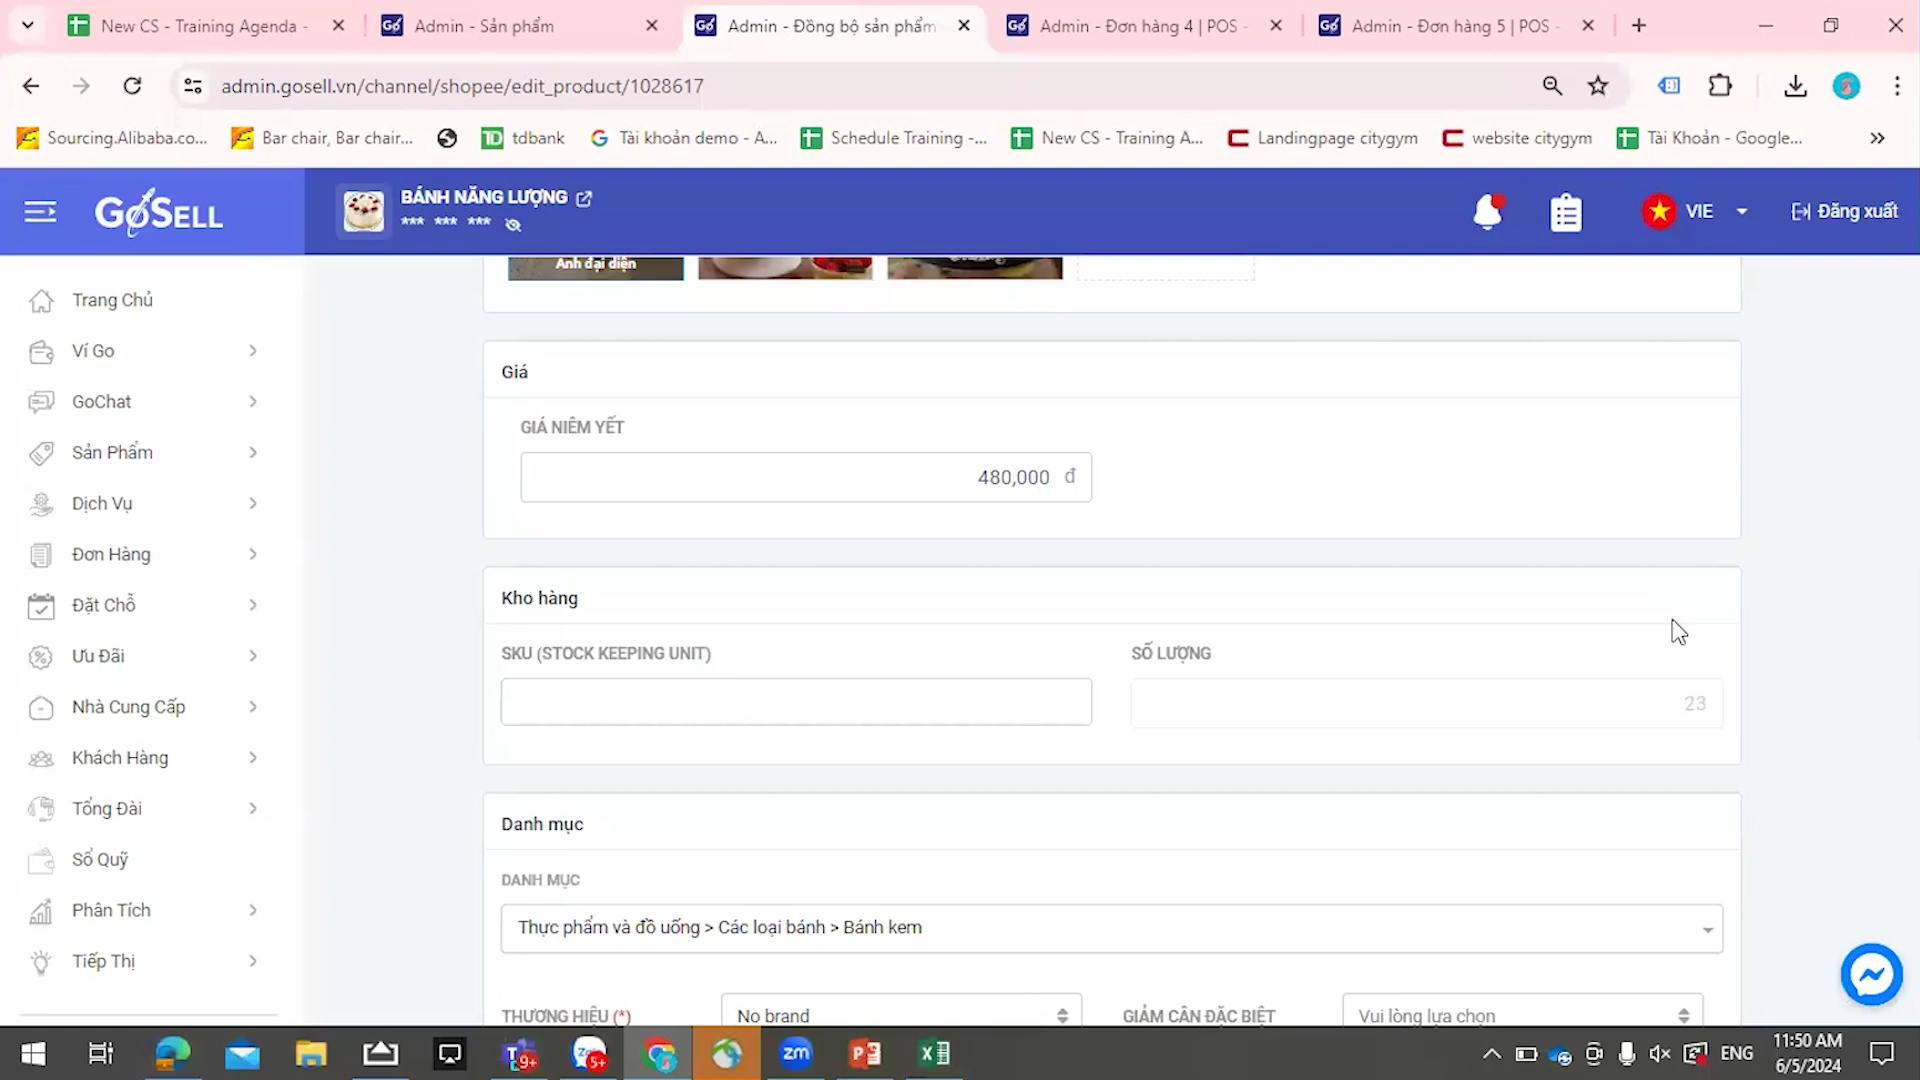 New CS - Training Agenda -
Admin - Sản phẩm
Admin - Đồng bộ sản phẩm
Admin - Đơn hàng 4 | POS -
Admin - Đơn hàng 5 | POS -
admin.gosell.vn/channel/shopee/edit_product/1028617
Sourcing.Alibaba.co...
Bar chair, Bar chair...
tdbank
Tài khoản demo - A...
Schedule Training -...
New CS - Training A...
Landingpage citygym
website citygym
Tài Khoản - Google...
GoSELL
BÁNH NĂNG LƯỢNG
*** *** ***
VIE
Đăng xuất
Trang Chủ
Ví Go
GoChat
Sản Phẩm
Dịch Vụ
Đơn Hàng
Đặt Chỗ
Ưu Đãi
Nhà Cung Cấp
Khách Hàng
Tổng Đài
Sổ Quỹ
Phân Tích
Tiếp Thị
Ảnh đại diện
Giá
GIÁ NIÊM YẾT
480,000 đ
Kho hàng
SKU (STOCK KEEPING UNIT)
SỐ LƯỢNG
23
Danh mục
DANH MỤC
Thực phẩm và đồ uống > Các loại bánh > Bánh kem
THƯƠNG HIỆU (*)
No brand
GIẢM CÂN ĐẶC BIỆT
Vui lòng lựa chọn
9+
5+
zm
ENG
11:50 AM
6/5/2024